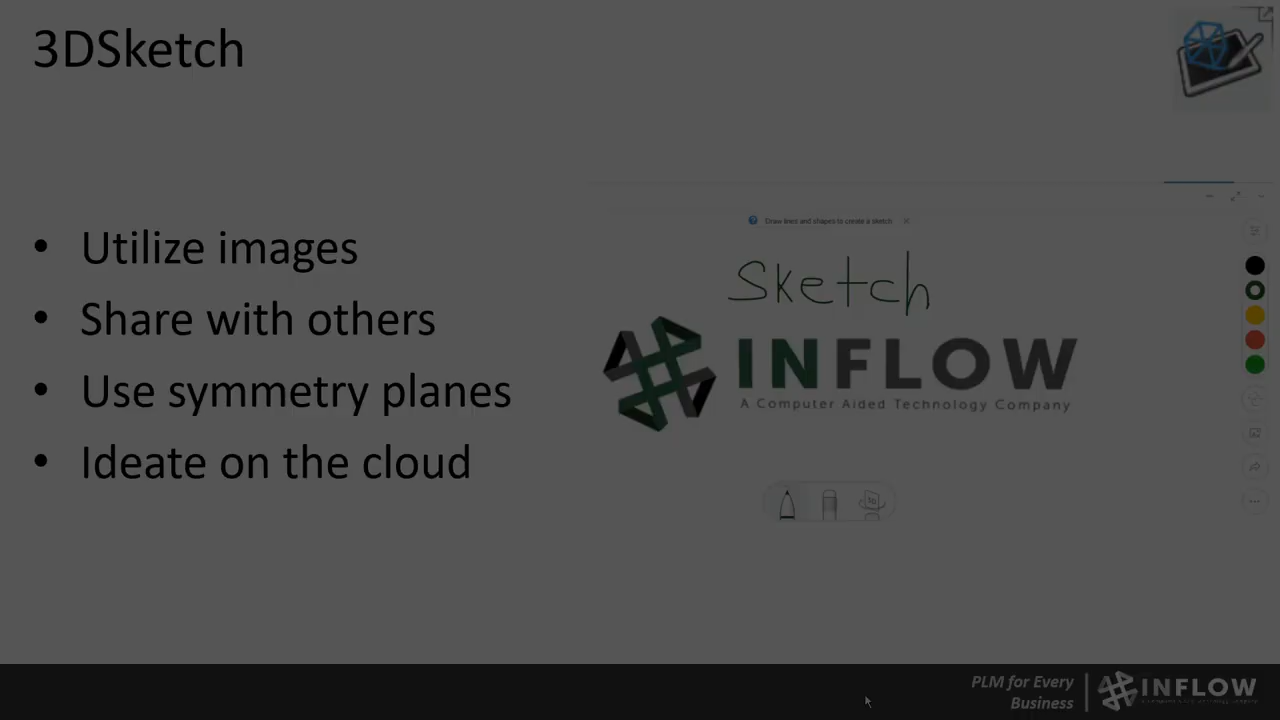 3DSketch
Draw lines and shapes to create a sketch
Sketch
INFLOW
A Computer Aided Technology Company
• Utilize images
• Share with others
• Use symmetry planes
• Ideate on the cloud
PLM for Every
Business
INFLOW